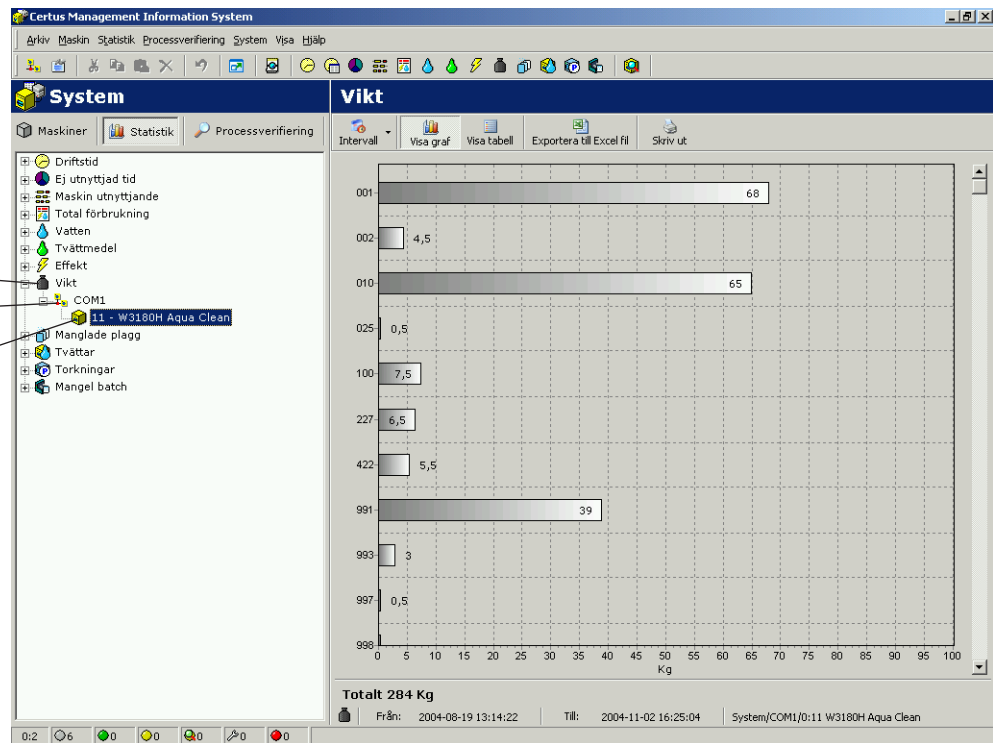 Certus Management Information System
Arkiv Maskin Statistik Processverifiering System Visa Hjälp
System
Vikt
Maskiner Statistik Processverifiering
Intervall Visa graf Visa tabell Exportera till Excel fil Skriv ut
Driftstid
Ej utnyttjad tid
Maskin utnyttjande
Total förbrukning
Vatten
Tvättmedel
Effekt
Vikt
COM1
11 - W3180H Aqua Clean
Manglade plagg
Tvättar
Torkningar
Mangel batch
001 68
002 4,5
010 65
025 0,5
100 7,5
227 6,5
422 5,5
991 39
993 3
997 0,5
998
0 5 10 15 20 25 30 35 40 45 50 55 60 65 70 75 80 85 90 95 100
Kg
Totalt 284 Kg
Från: 2004-08-19 13:14:22 Till: 2004-11-02 16:25:04 System/COM1/0:11 W3180H Aqua Clean
0:2 6 0 0 0 0 0